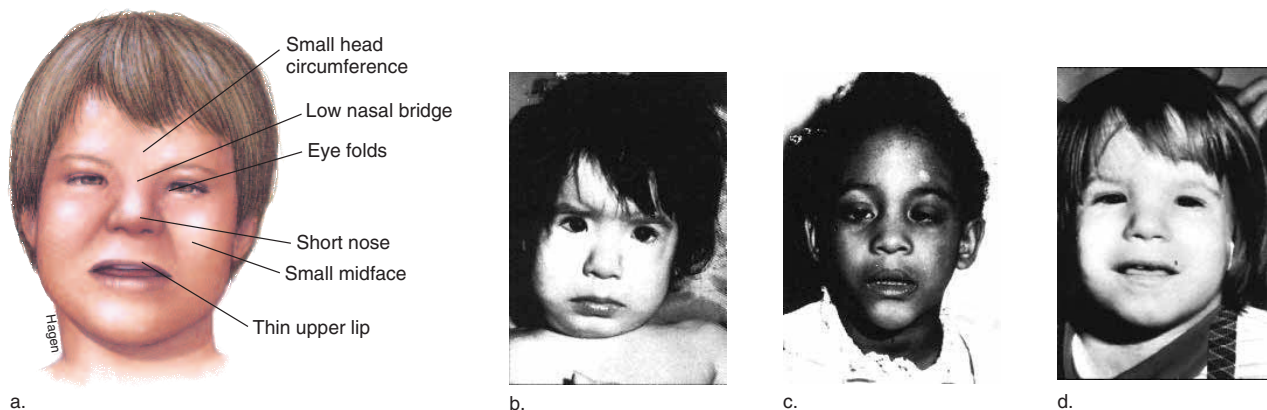 Small head
circumference
Low nasal bridge
Eye folds
Short nose
Small midface
Thin upper lip
Hagen
a.
b.
c.
d.